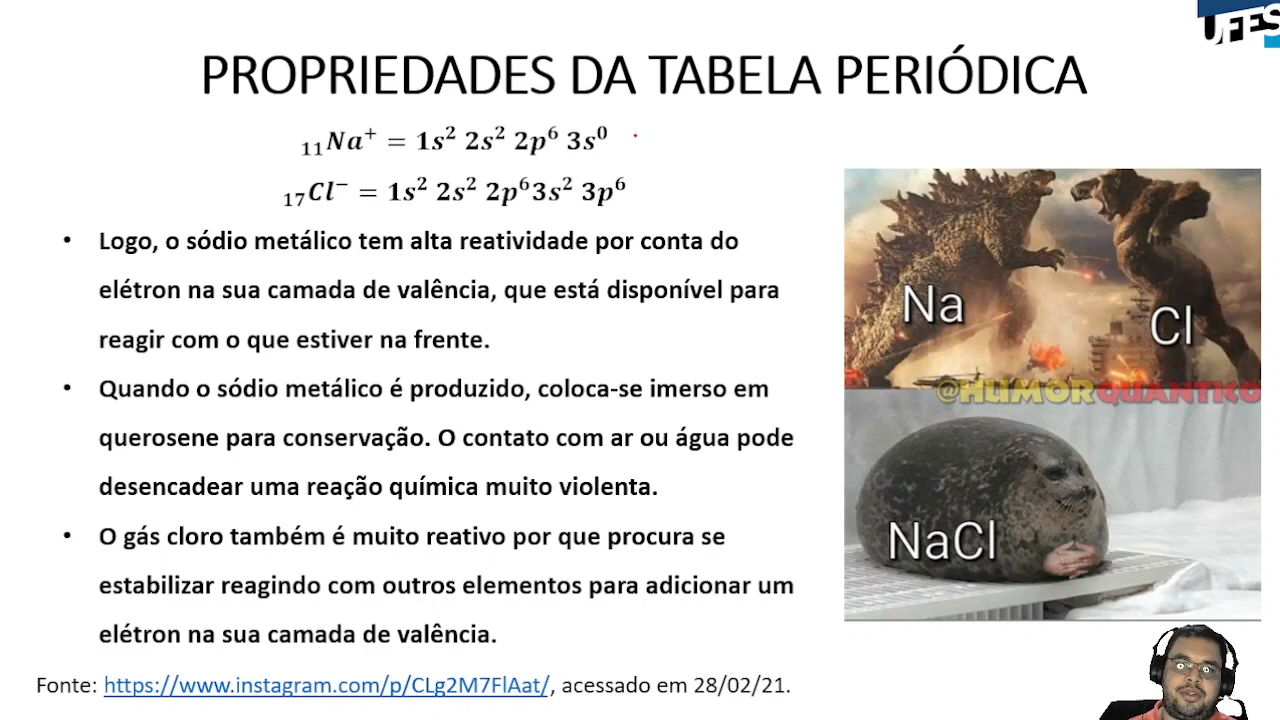 UFES
PROPRIEDADES DA TABELA PERIÓDICA
₁₁Na⁺ = 1s² 2s² 2p⁶ 3s⁰
₁₇Cl⁻ = 1s² 2s² 2p⁶3s² 3p⁶
• Logo, o sódio metálico tem alta reatividade por conta do
elétron na sua camada de valência, que está disponível para
reagir com o que estiver na frente.
• Quando o sódio metálico é produzido, coloca-se imerso em
querosene para conservação. O contato com ar ou água pode
desencadear uma reação química muito violenta.
• O gás cloro também é muito reativo por que procura se
estabilizar reagindo com outros elementos para adicionar um
elétron na sua camada de valência.
Na
Cl
@HUMORQUANTICO
NaCl
Fonte: https://www.instagram.com/p/CLg2M7FlAat/, acessado em 28/02/21.